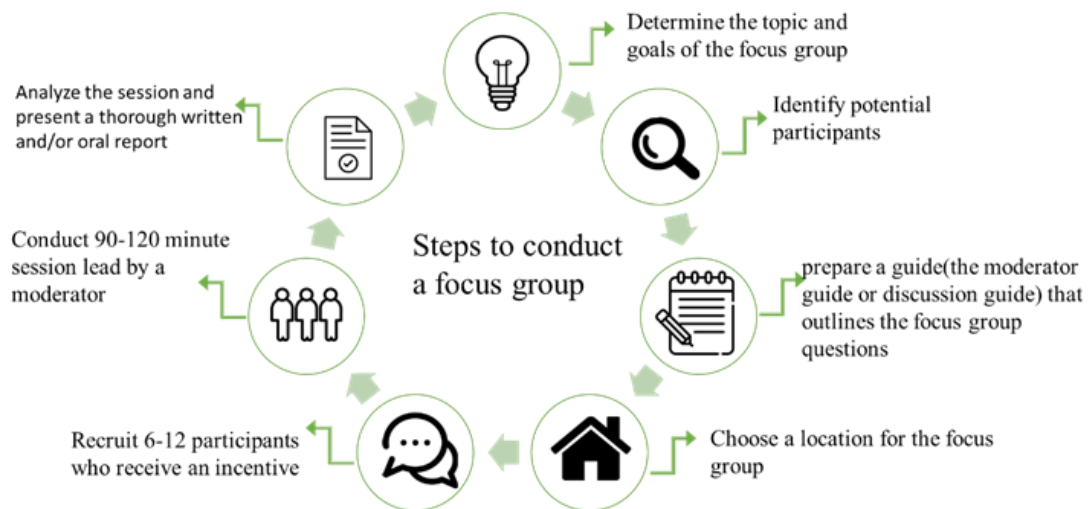 Determine the topic and
goals of the focus group
Identify potential
participants
prepare a guide(the moderator
guide or discussion guide) that
outlines the focus group
questions
Choose a location for the focus
group
Recruit 6-12 participants
who receive an incentive
Conduct 90-120 minute
session lead by a
moderator
Analyze the session and
present a thorough written
and/or oral report
Steps to conduct
a focus group